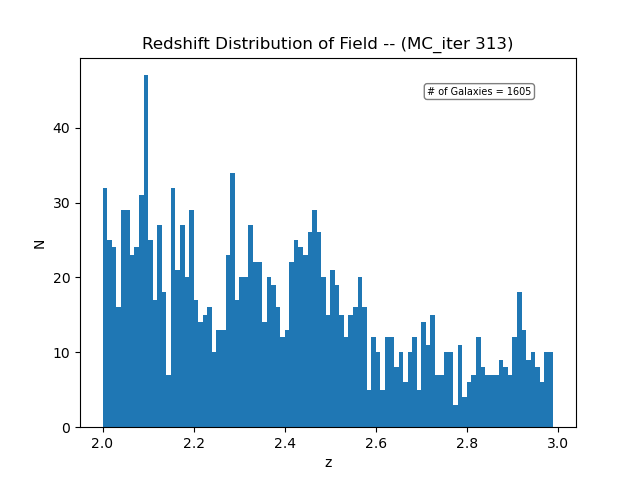 Redshift Distribution of Field -- (MC_iter 313)
# of Galaxies = 1605
40
30
20
10
0
N
2.0 2.2 2.4 2.6 2.8 3.0
z